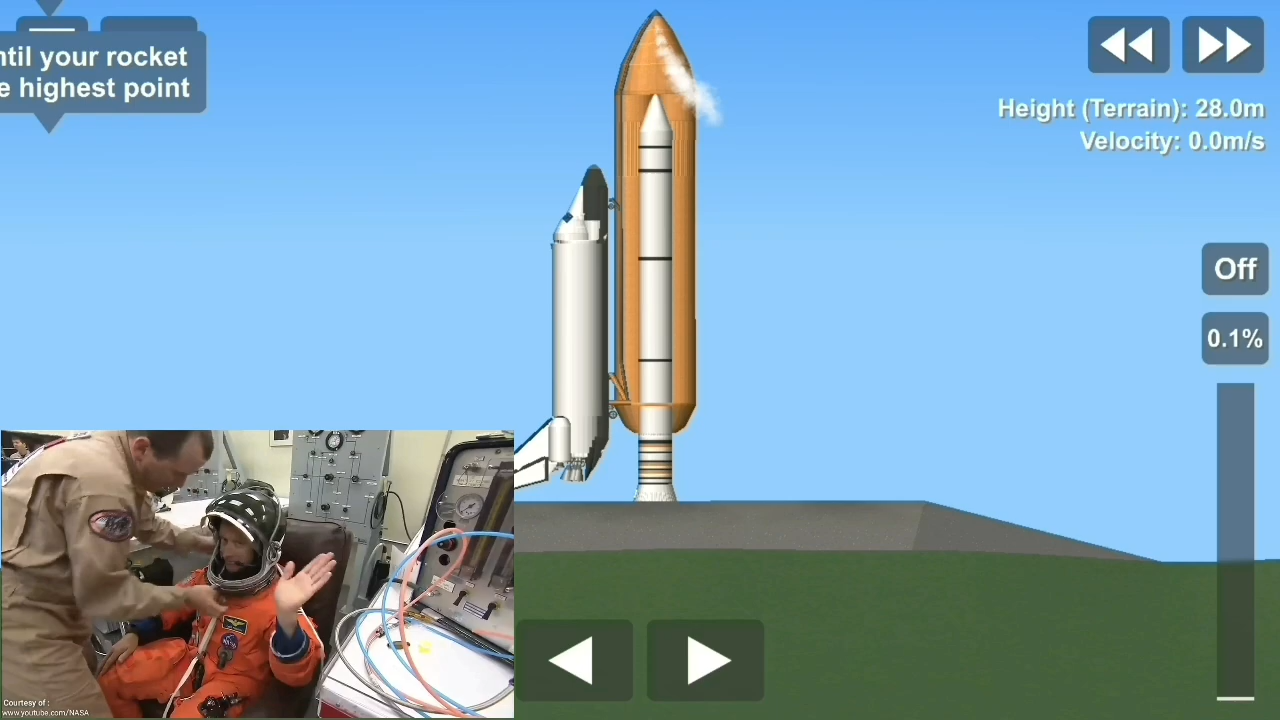 ntil your rocket
e highest point
Height (Terrain): 28.0m
Velocity: 0.0m/s
Off
0.1%
Courtesy of :
www.youtube.com/NASA